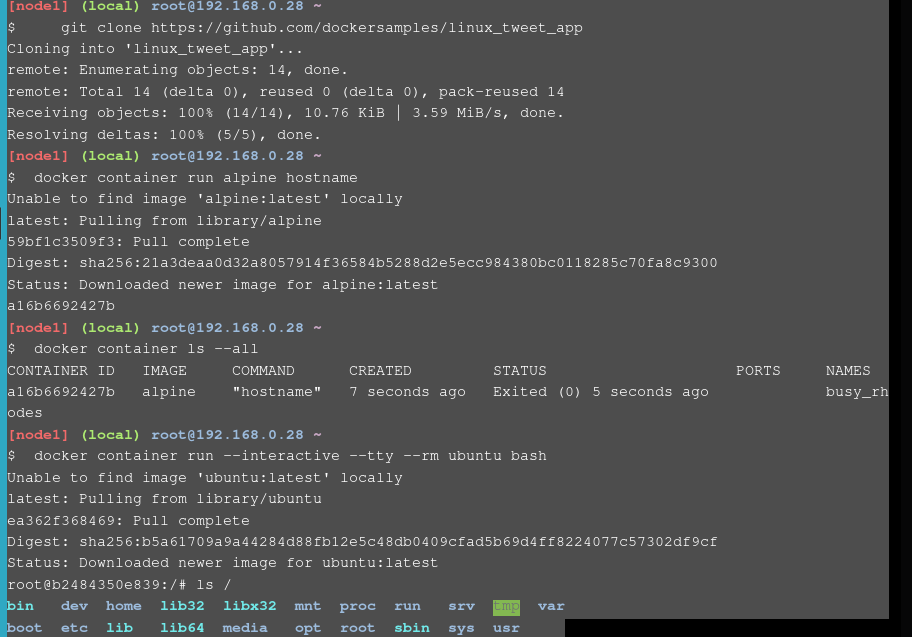 [node1] (local) root@192.168.0.28 ~
$     git clone https://github.com/dockersamples/linux_tweet_app
Cloning into 'linux_tweet_app'...
remote: Enumerating objects: 14, done.
remote: Total 14 (delta 0), reused 0 (delta 0), pack-reused 14
Receiving objects: 100% (14/14), 10.76 KiB | 3.59 MiB/s, done.
Resolving deltas: 100% (5/5), done.
[node1] (local) root@192.168.0.28 ~
$  docker container run alpine hostname
Unable to find image 'alpine:latest' locally
latest: Pulling from library/alpine
59bf1c3509f3: Pull complete
Digest: sha256:21a3deaa0d32a8057914f36584b5288d2e5ecc984380bc0118285c70fa8c9300
Status: Downloaded newer image for alpine:latest
a16b6692427b
[node1] (local) root@192.168.0.28 ~
$  docker container ls --all
CONTAINER ID   IMAGE     COMMAND      CREATED         STATUS                     PORTS     NAMES
a16b6692427b   alpine    "hostname"   7 seconds ago   Exited (0) 5 seconds ago             busy_rh
odes
[node1] (local) root@192.168.0.28 ~
$  docker container run --interactive --tty --rm ubuntu bash
Unable to find image 'ubuntu:latest' locally
latest: Pulling from library/ubuntu
ea362f368469: Pull complete
Digest: sha256:b5a61709a9a44284d88fb12e5c48db0409cfad5b69d4ff8224077c57302df9cf
Status: Downloaded newer image for ubuntu:latest
root@b2484350e839:/# ls /
bin   dev  home  lib32  libx32  mnt  proc  run   srv  tmp  var
boot  etc  lib   lib64  media   opt  root  sbin  sys  usr